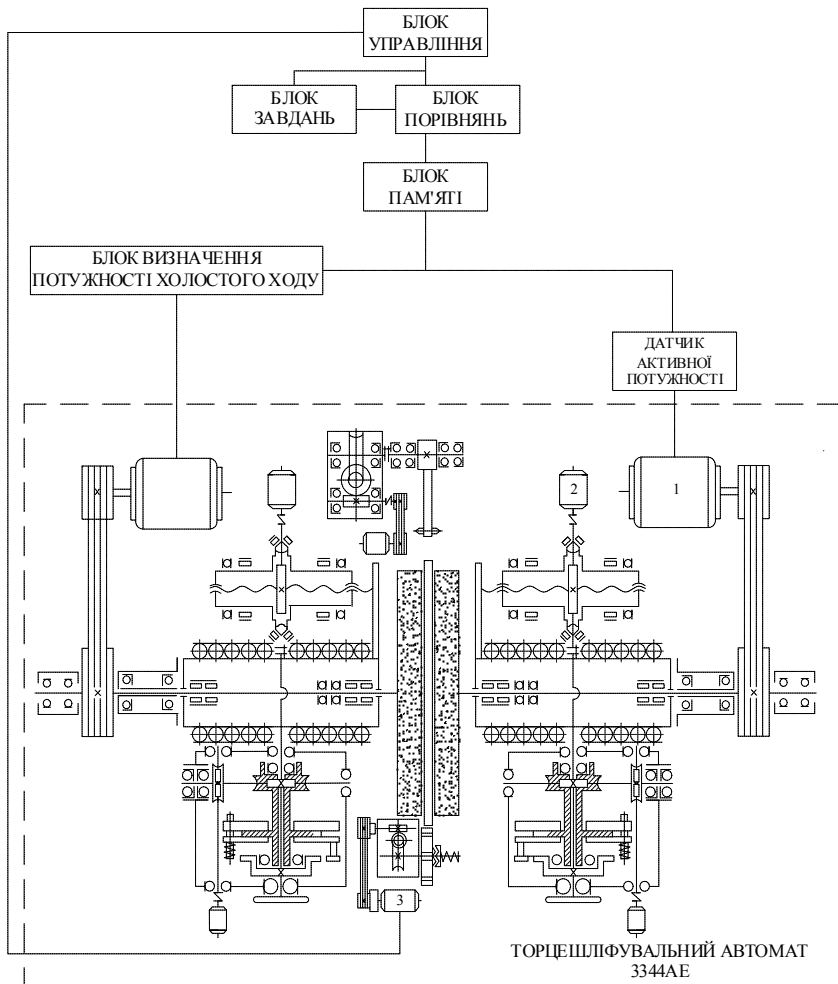 БЛОК
УПРАВЛІННЯ
БЛОК
ЗАВДАНЬ
БЛОК
ПОРІВНЯНЬ
БЛОК
ПАМ'ЯТІ
БЛОК ВИЗНАЧЕННЯ
ПОТУЖНОСТІ ХОЛОСТОГО ХОДУ
ДАТЧИК
АКТИВНОЇ
ПОТУЖНОСТІ
2
1
3
ТОРЦЕШЛІФУВАЛЬНИЙ АВТОМАТ
3344АЕ